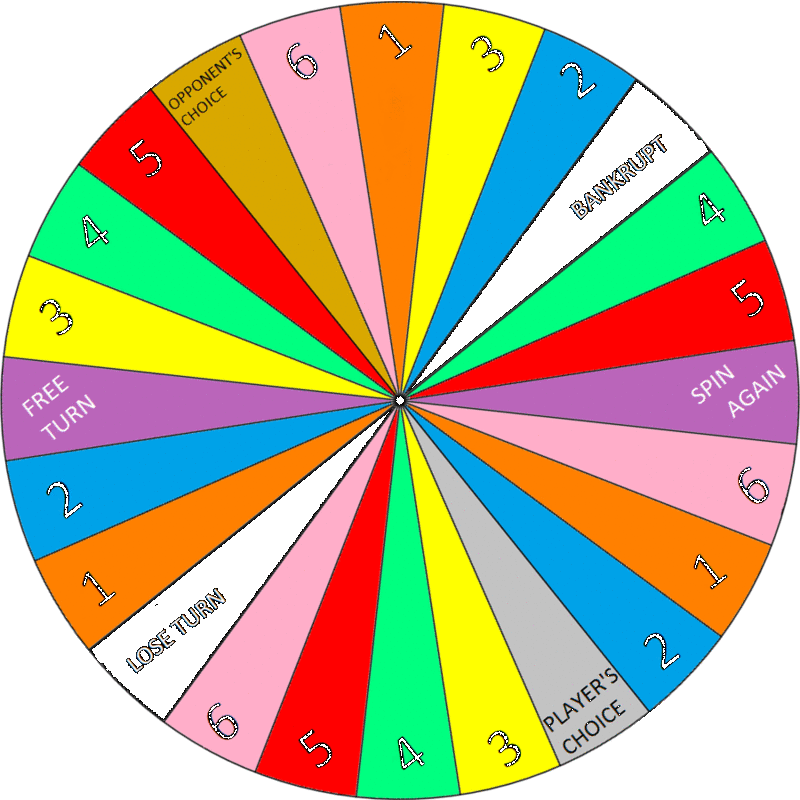 1
3
2
BANKRUPT
4
5
SPIN
AGAIN
6
1
2
PLAYER'S
CHOICE
3
4
5
6
LOSE TURN
1
2
FREE
TURN
3
4
5
OPPONENT'S
CHOICE
6